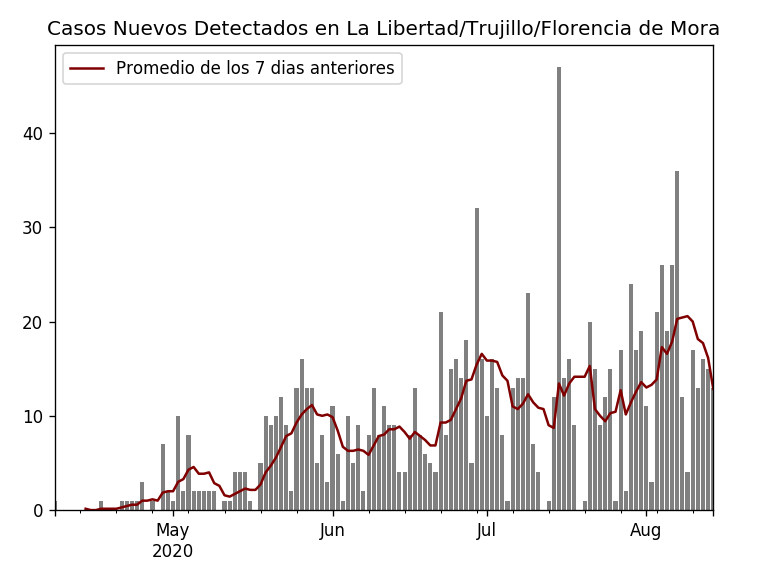 Casos Nuevos Detectados en La Libertad/Trujillo/Florencia de Mora
Promedio de los 7 dias anteriores
40
30
20
10
0
May Jun Jul Aug
2020